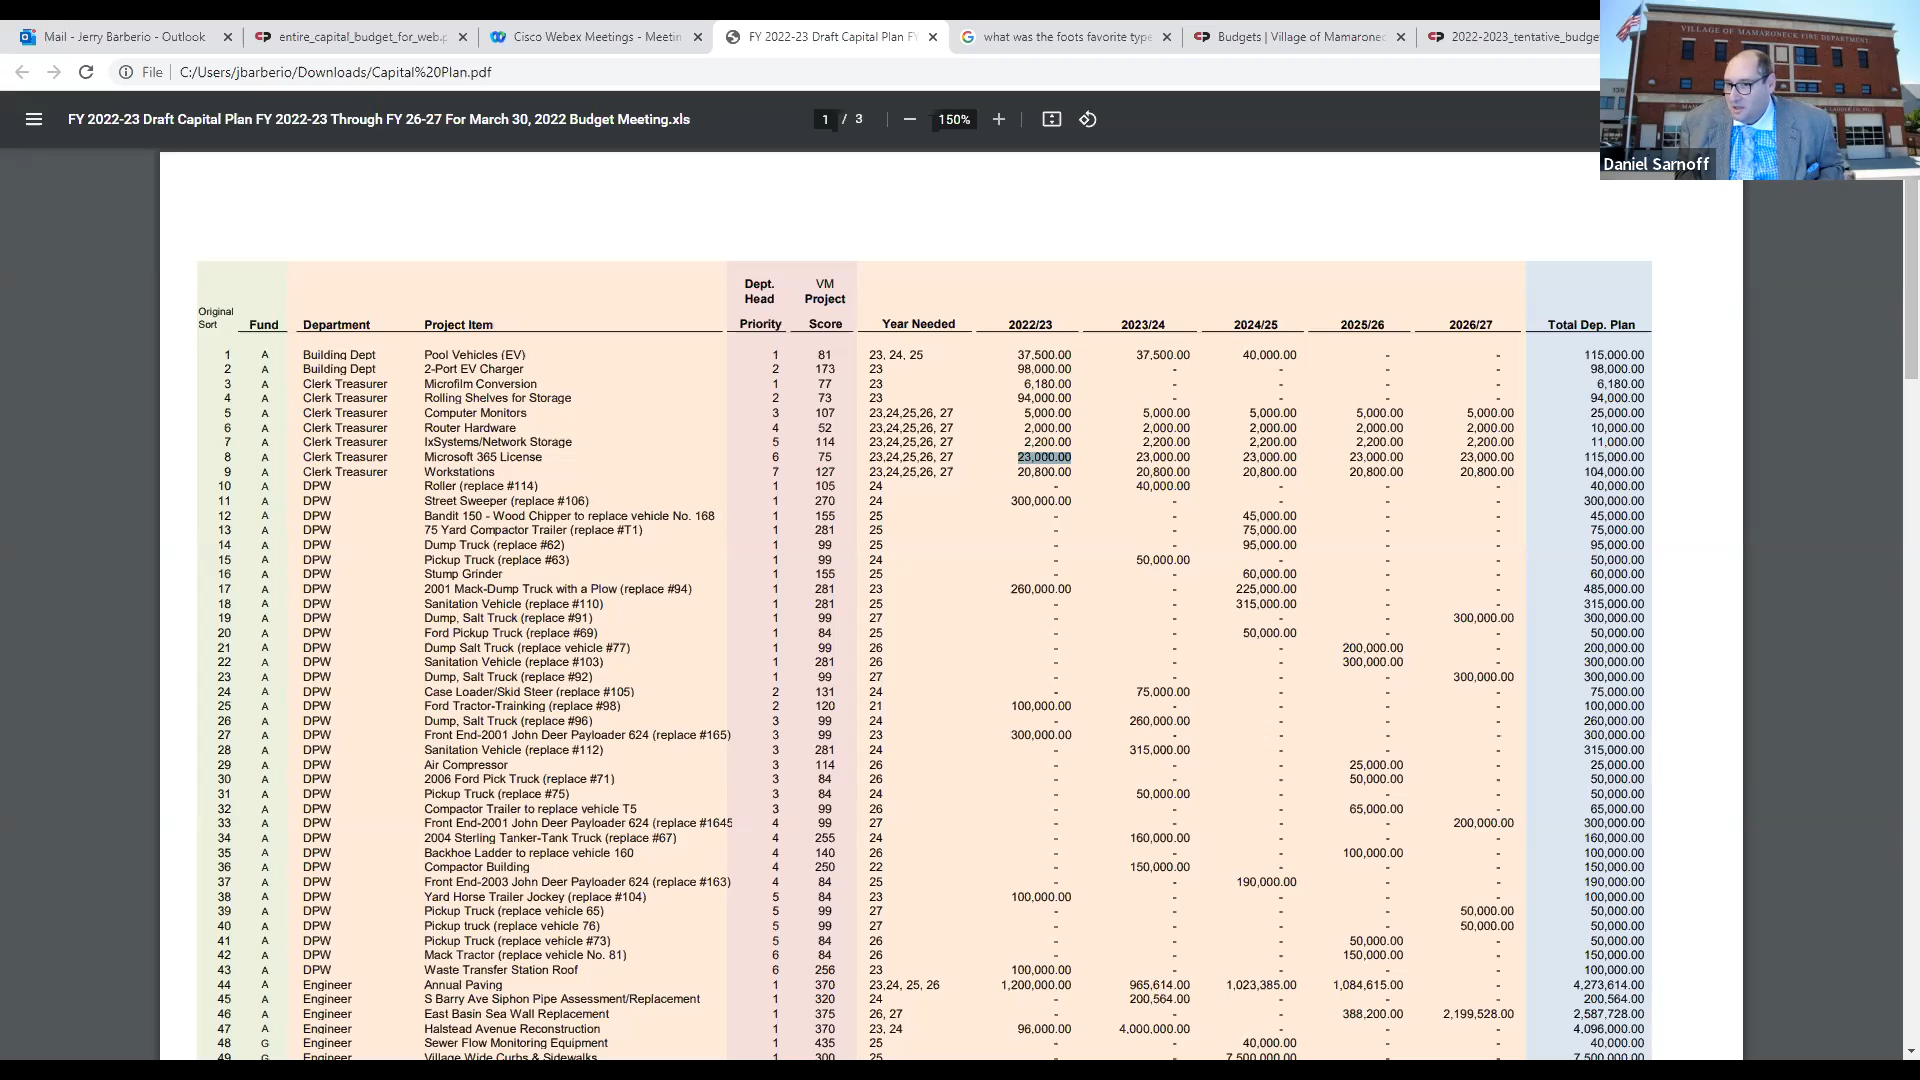 Mail - Jerry Barberio - Outlook
entire_capital_budget_for_web.p
Cisco Webex Meetings - Meetin
FY 2022-23 Draft Capital Plan FY
what was the foots favorite type
Budgets | Village of Mamaronec
2022-2023_tentative_budge
File | C:/Users/jbarberio/Downloads/Capital%20Plan.pdf
FY 2022-23 Draft Capital Plan FY 2022-23 Through FY 26-27 For March 30, 2022 Budget Meeting.xls
1 / 3
150%
VILLAGE OF MAMARONECK FIRE DEPARTMENT
Daniel Sarnoff
Original Sort Fund Department Project Item Dept. Head Priority VM Project Score Year Needed 2022/23 2023/24 2024/25 2025/26 2026/27 Total Dep. Plan
1 A Building Dept Pool Vehicles (EV) 1 81 23, 24, 25 37,500.00 37,500.00 40,000.00 - - 115,000.00
2 A Building Dept 2-Port EV Charger 2 173 23 98,000.00 - - - - 98,000.00
3 A Clerk Treasurer Microfilm Conversion 1 77 23 6,180.00 - - - - 6,180.00
4 A Clerk Treasurer Rolling Shelves for Storage 2 73 23 94,000.00 - - - - 94,000.00
5 A Clerk Treasurer Computer Monitors 3 107 23,24,25,26, 27 5,000.00 5,000.00 5,000.00 5,000.00 5,000.00 25,000.00
6 A Clerk Treasurer Router Hardware 4 52 23,24,25,26, 27 2,000.00 2,000.00 2,000.00 2,000.00 2,000.00 10,000.00
7 A Clerk Treasurer IxSystems/Network Storage 5 114 23,24,25,26, 27 2,200.00 2,200.00 2,200.00 2,200.00 2,200.00 11,000.00
8 A Clerk Treasurer Microsoft 365 License 6 75 23,24,25,26, 27 23,000.00 23,000.00 23,000.00 23,000.00 23,000.00 115,000.00
9 A Clerk Treasurer Workstations 7 127 23,24,25,26, 27 20,800.00 20,800.00 20,800.00 20,800.00 20,800.00 104,000.00
10 A DPW Roller (replace #114) 1 105 24 - 40,000.00 - - - 40,000.00
11 A DPW Street Sweeper (replace #106) 1 270 24 300,000.00 - - - - 300,000.00
12 A DPW Bandit 150 - Wood Chipper to replace vehicle No. 168 1 155 25 - - 45,000.00 - - 45,000.00
13 A DPW 75 Yard Compactor Trailer (replace #T1) 1 281 25 - - 75,000.00 - - 75,000.00
14 A DPW Dump Truck (replace #62) 1 99 25 - - 95,000.00 - - 95,000.00
15 A DPW Pickup Truck (replace #63) 1 99 24 - 50,000.00 - - - 50,000.00
16 A DPW Stump Grinder 1 155 25 - - 60,000.00 - - 60,000.00
17 A DPW 2001 Mack-Dump Truck with a Plow (replace #94) 1 281 23 260,000.00 - 225,000.00 - - 485,000.00
18 A DPW Sanitation Vehicle (replace #110) 1 281 25 - - 315,000.00 - - 315,000.00
19 A DPW Dump, Salt Truck (replace #91) 1 99 27 - - - - 300,000.00 300,000.00
20 A DPW Ford Pickup Truck (replace #69) 1 84 25 - - 50,000.00 - - 50,000.00
21 A DPW Dump Salt Truck (replace vehicle #77) 1 99 26 - - - 200,000.00 - 200,000.00
22 A DPW Sanitation Vehicle (replace #103) 1 281 26 - - - 300,000.00 - 300,000.00
23 A DPW Dump, Salt Truck (replace #92) 1 99 27 - - - - 300,000.00 300,000.00
24 A DPW Case Loader/Skid Steer (replace #105) 2 131 24 - 75,000.00 - - - 75,000.00
25 A DPW Ford Tractor-Trainking (replace #98) 2 120 21 100,000.00 - - - - 100,000.00
26 A DPW Dump, Salt Truck (replace #96) 3 99 24 - 260,000.00 - - - 260,000.00
27 A DPW Front End-2001 John Deer Payloader 624 (replace #165) 3 99 23 300,000.00 - - - - 300,000.00
28 A DPW Sanitation Vehicle (replace #112) 3 281 24 - 315,000.00 - - - 315,000.00
29 A DPW Air Compressor 3 114 26 - - - 25,000.00 - 25,000.00
30 A DPW 2006 Ford Pick Truck (replace #71) 3 84 26 - - - 50,000.00 - 50,000.00
31 A DPW Pickup Truck (replace #75) 3 84 24 - 50,000.00 - - - 50,000.00
32 A DPW Compactor Trailer to replace vehicle T5 3 99 26 - - - 65,000.00 - 65,000.00
33 A DPW Front End-2001 John Deer Payloader 624 (replace #1645 4 99 27 - - - - 200,000.00 300,000.00
34 A DPW 2004 Sterling Tanker-Tank Truck (replace #67) 4 255 24 - 160,000.00 - - - 160,000.00
35 A DPW Backhoe Ladder to replace vehicle 160 4 140 26 - - - 100,000.00 - 100,000.00
36 A DPW Compactor Building 4 250 22 - 150,000.00 - - - 150,000.00
37 A DPW Front End-2003 John Deer Payloader 624 (replace #163) 4 84 25 - - 190,000.00 - - 190,000.00
38 A DPW Yard Horse Trailer Jockey (replace #104) 5 84 23 100,000.00 - - - - 100,000.00
39 A DPW Pickup Truck (replace vehicle 65) 5 99 27 - - - - 50,000.00 50,000.00
40 A DPW Pickup truck (replace vehicle 76) 5 99 27 - - - - 50,000.00 50,000.00
41 A DPW Pickup Truck (replace vehicle #73) 5 84 26 - - - 50,000.00 - 50,000.00
42 A DPW Mack Tractor (replace vehicle No. 81) 6 84 26 - - - 150,000.00 - 150,000.00
43 A DPW Waste Transfer Station Roof 6 256 23 100,000.00 - - - - 100,000.00
44 A Engineer Annual Paving 1 370 23,24, 25, 26 1,200,000.00 965,614.00 1,023,385.00 1,084,615.00 - 4,273,614.00
45 A Engineer S Barry Ave Siphon Pipe Assessment/Replacement 1 320 24 - 200,564.00 - - - 200,564.00
46 A Engineer East Basin Sea Wall Replacement 1 375 26, 27 - - - 388,200.00 2,199,528.00 2,587,728.00
47 A Engineer Halstead Avenue Reconstruction 1 370 23, 24 96,000.00 4,000,000.00 - - - 4,096,000.00
48 G Engineer Sewer Flow Monitoring Equipment 1 435 25 - - 40,000.00 - - 40,000.00
49 G Engineer Village Wide Curbs & Sidewalks 1 300 25 - - 7,500,000.00 - - 7,500,000.00